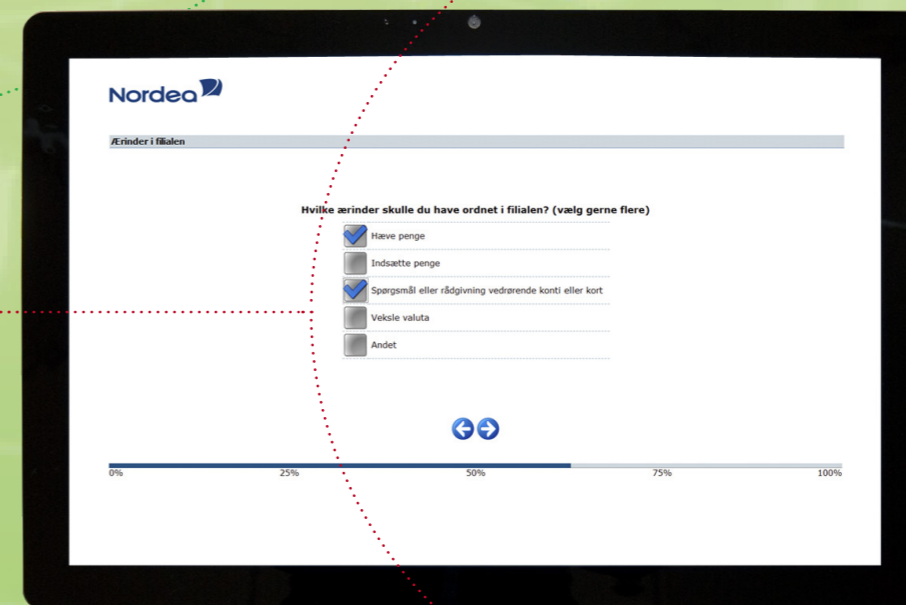 Nordea
Ærinder i filialen
Hvilke ærinder skulle du have ordnet i filialen? (vælg gerne flere)
Hæve penge
Indsætte penge
Spørgsmål eller rådgivning vedrørende konti eller kort
Veksle valuta
Andet
0% 25% 50% 75% 100%